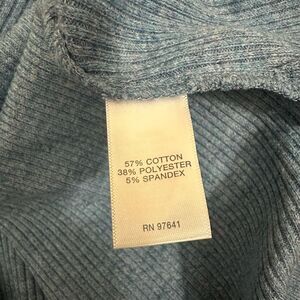 57% COTTON
38% POLYESTER
5% SPANDEX
RN 97641